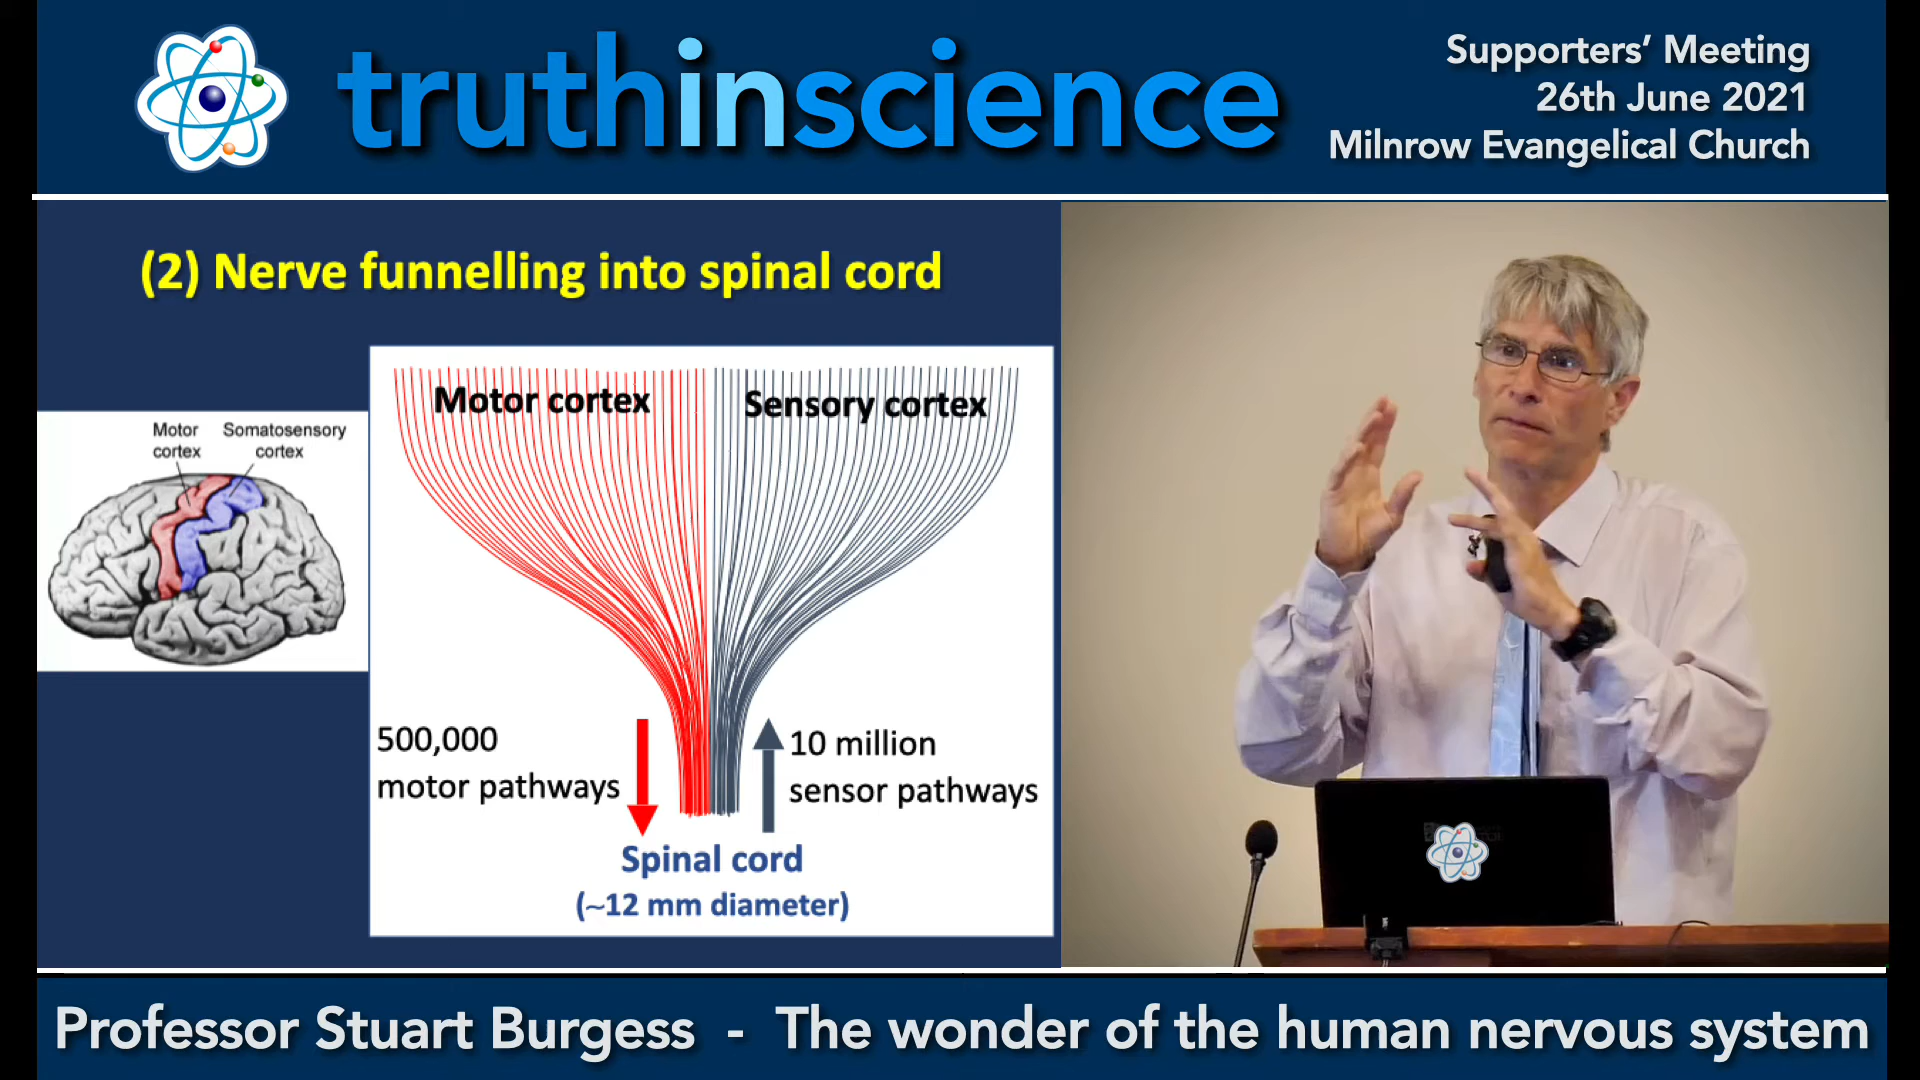 truthinscience
Supporters’ Meeting
26th June 2021
Milnrow Evangelical Church
(2) Nerve funnelling into spinal cord
Motor
cortex
Somatosensory
cortex
Motor cortex
Sensory cortex
500,000
motor pathways
10 million
sensor pathways
Spinal cord
(~12 mm diameter)
Professor Stuart Burgess - The wonder of the human nervous system